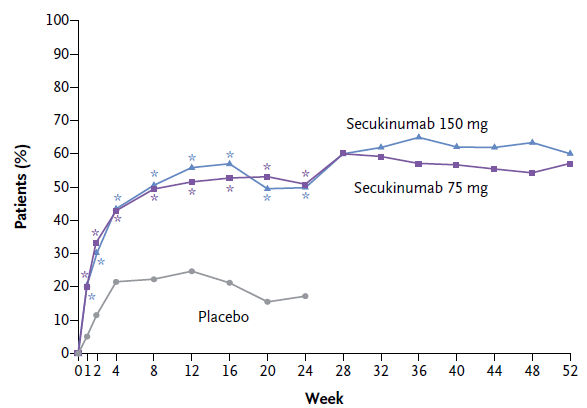 100
90
80
70
60
50
40
30
20
10
0
Patients (%)
Secukinumab 150 mg
Secukinumab 75 mg
Placebo
0 1 2 4 8 12 16 20 24 28 32 36 40 44 48 52
Week